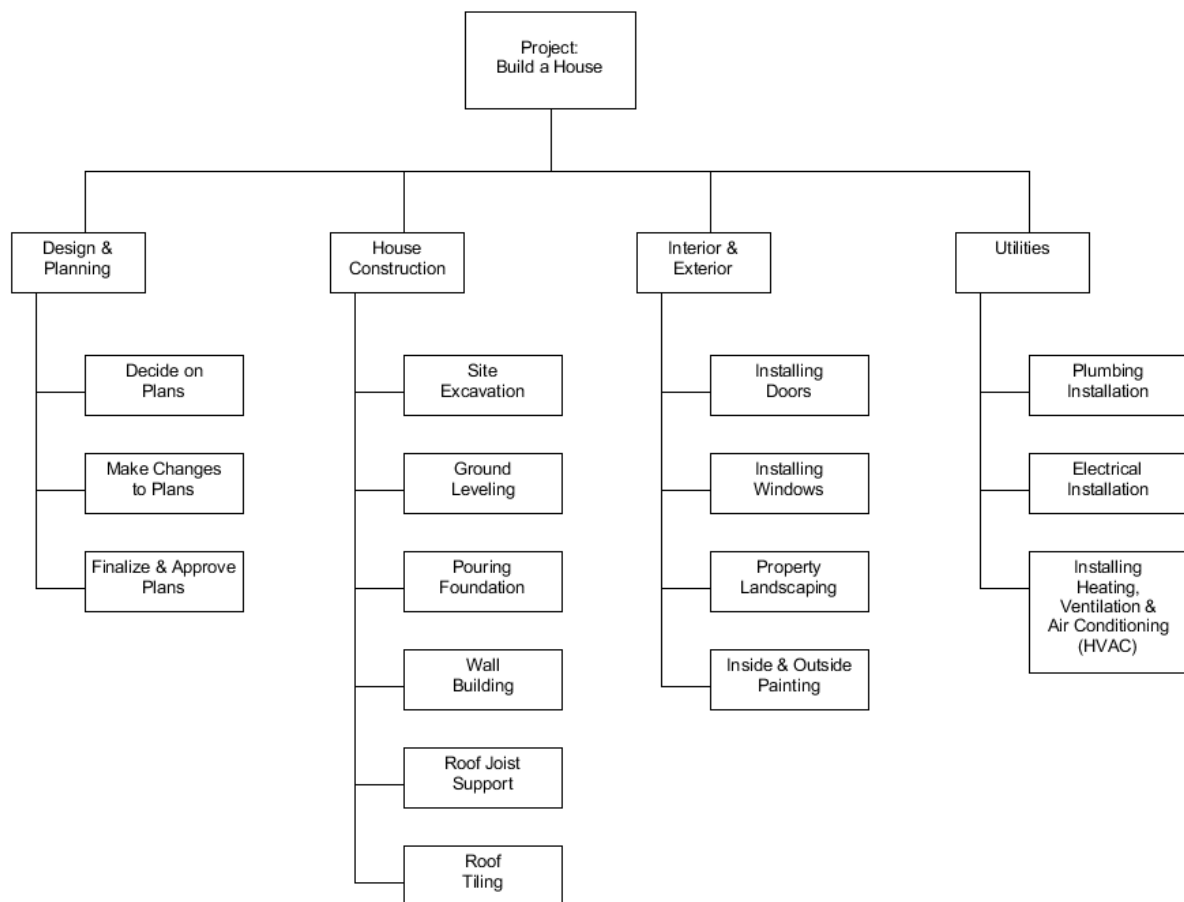 Project:
Build a House
Design &
Planning
House
Construction
Interior &
Exterior
Utilities
Decide on
Plans
Make Changes
to Plans
Finalize & Approve
Plans
Site
Excavation
Ground
Leveling
Pouring
Foundation
Wall
Building
Roof Joist
Support
Roof
Tiling
Installing
Doors
Installing
Windows
Property
Landscaping
Inside & Outside
Painting
Plumbing
Installation
Electrical
Installation
Installing
Heating,
Ventilation &
Air Conditioning
(HVAC)